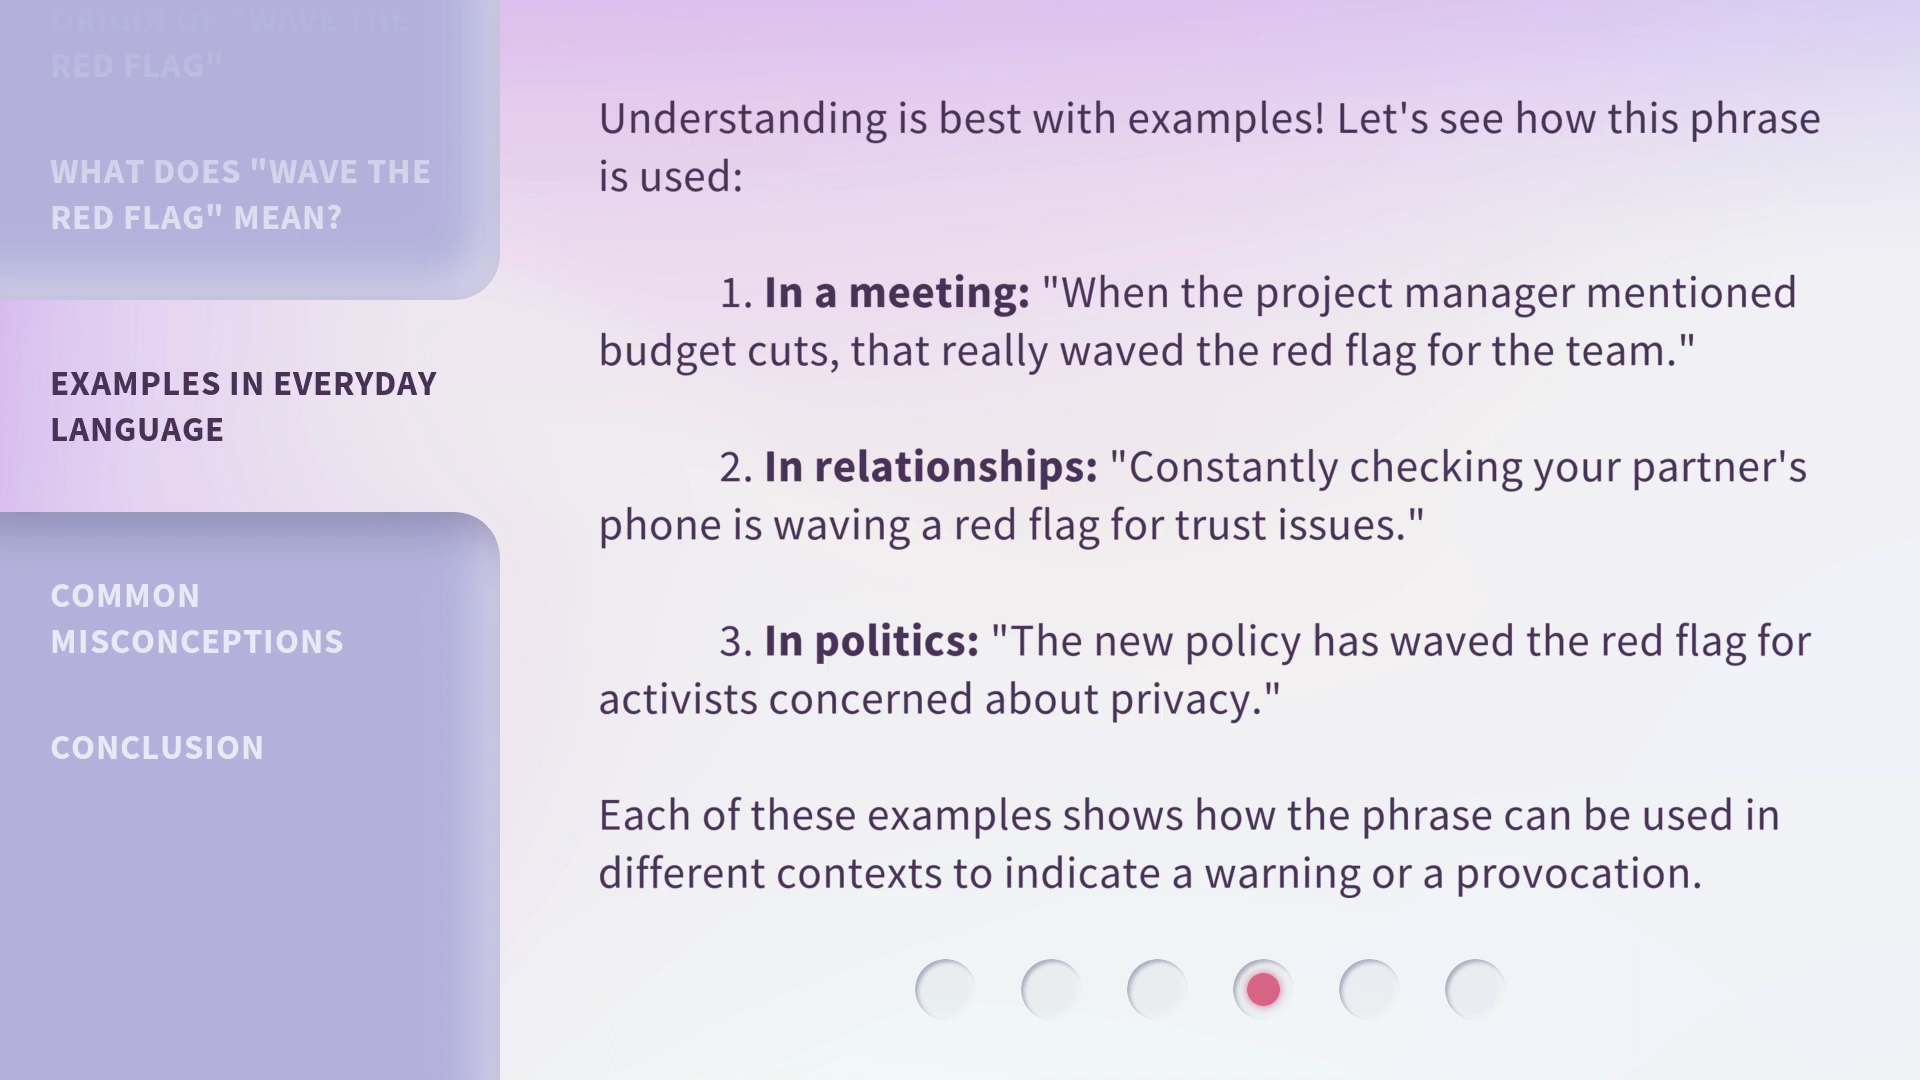 ORIGIN OF "WAVE THE
RED FLAG"
WHAT DOES "WAVE THE
RED FLAG" MEAN?
EXAMPLES IN EVERYDAY
LANGUAGE
COMMON
MISCONCEPTIONS
CONCLUSION
Understanding is best with examples! Let's see how this phrase
is used:
1. In a meeting: "When the project manager mentioned
budget cuts, that really waved the red flag for the team."
2. In relationships: "Constantly checking your partner's
phone is waving a red flag for trust issues."
3. In politics: "The new policy has waved the red flag for
activists concerned about privacy."
Each of these examples shows how the phrase can be used in
different contexts to indicate a warning or a provocation.